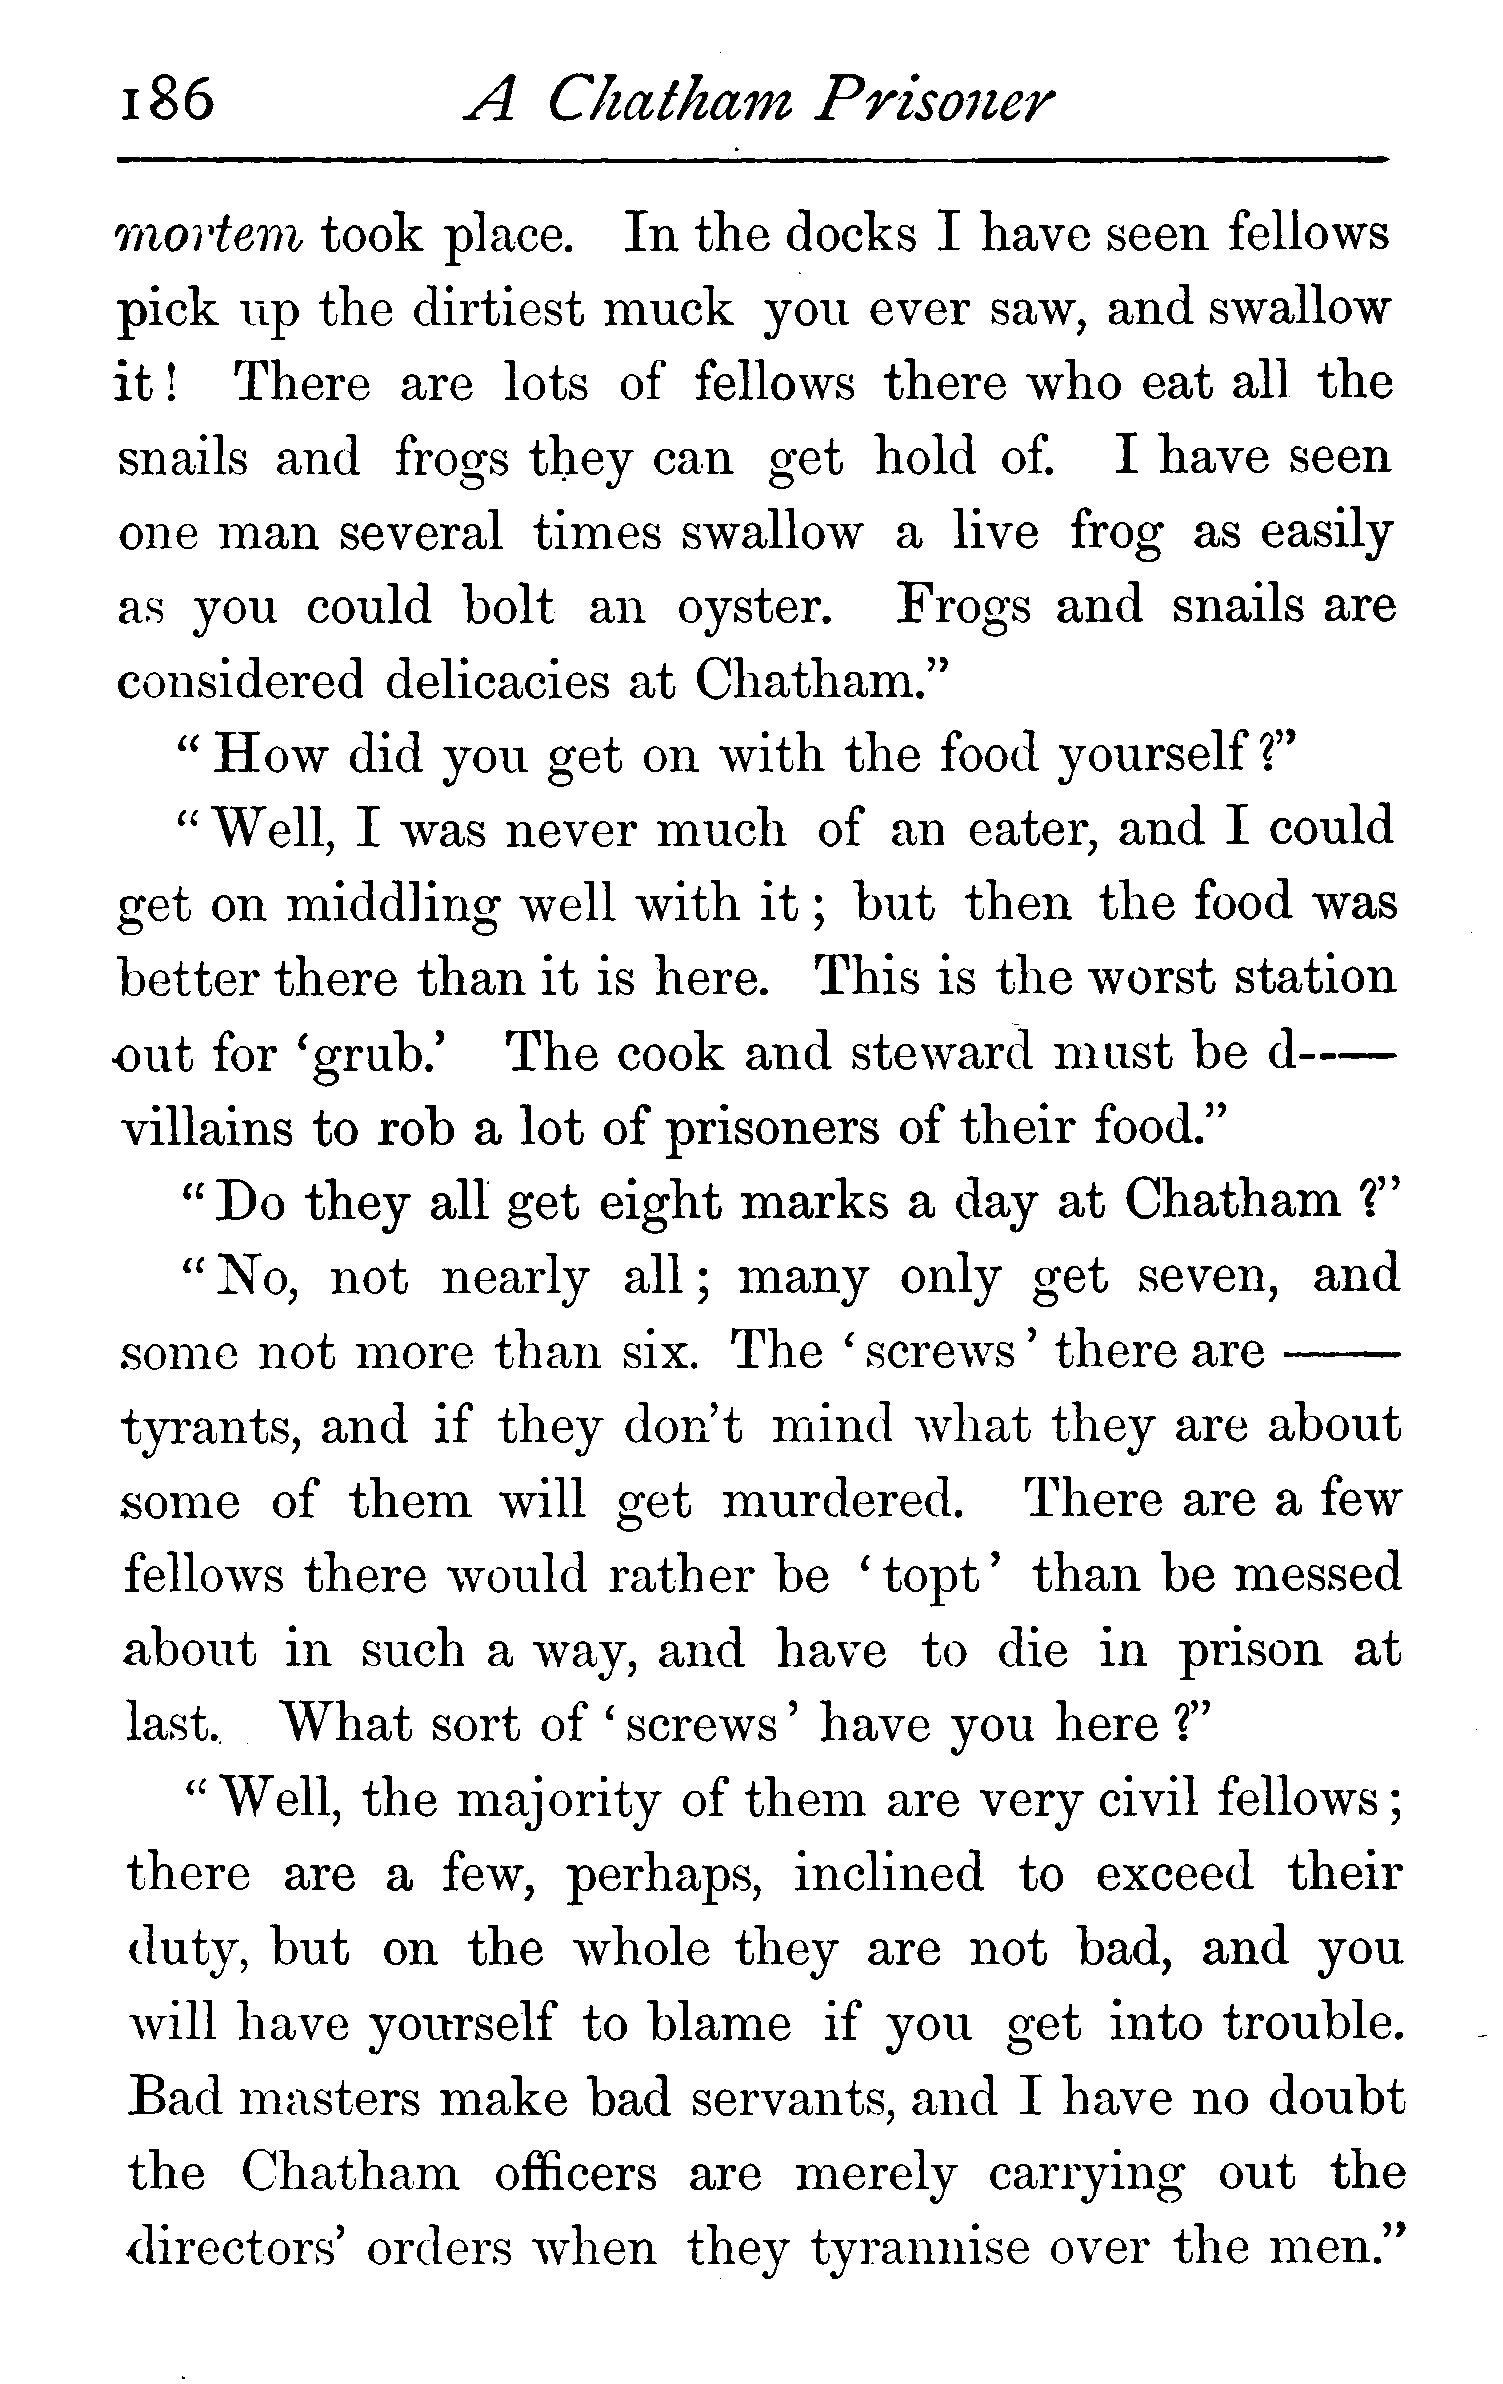 186 A Chatham Prisoner
mortem took place. In the docks I have seen fellows
pick up the dirtiest muck you ever saw, and swallow
it! There are lots of fellows there who eat all the
snails and frogs they can get hold of. I have seen
one man several times swallow a live frog as easily
as you could bolt an oyster. Frogs and snails are
considered delicacies at Chatham."
"How did you get on with the food yourself?"
"Well, I was never much of an eater, and I could
get on middling well with it; but then the food was
better there than it is here. This is the worst station
out for 'grub.' The cook and steward must be d——
villains to rob a lot of prisoners of their food."
"Do they all get eight marks a day at Chatham?"
"No, not nearly all; many only get seven, and
some not more than six. The 'screws' there are ——
tyrants, and if they don't mind what they are about
some of them will get murdered. There are a few
fellows there would rather be 'topt' than be messed
about in such a way, and have to die in prison at
last. What sort of 'screws' have you here?"
"Well, the majority of them are very civil fellows;
there are a few, perhaps, inclined to exceed their
duty, but on the whole they are not bad, and you
will have yourself to blame if you get into trouble.
Bad masters make bad servants, and I have no doubt
the Chatham officers are merely carrying out the
directors' orders when they tyrannise over the men."